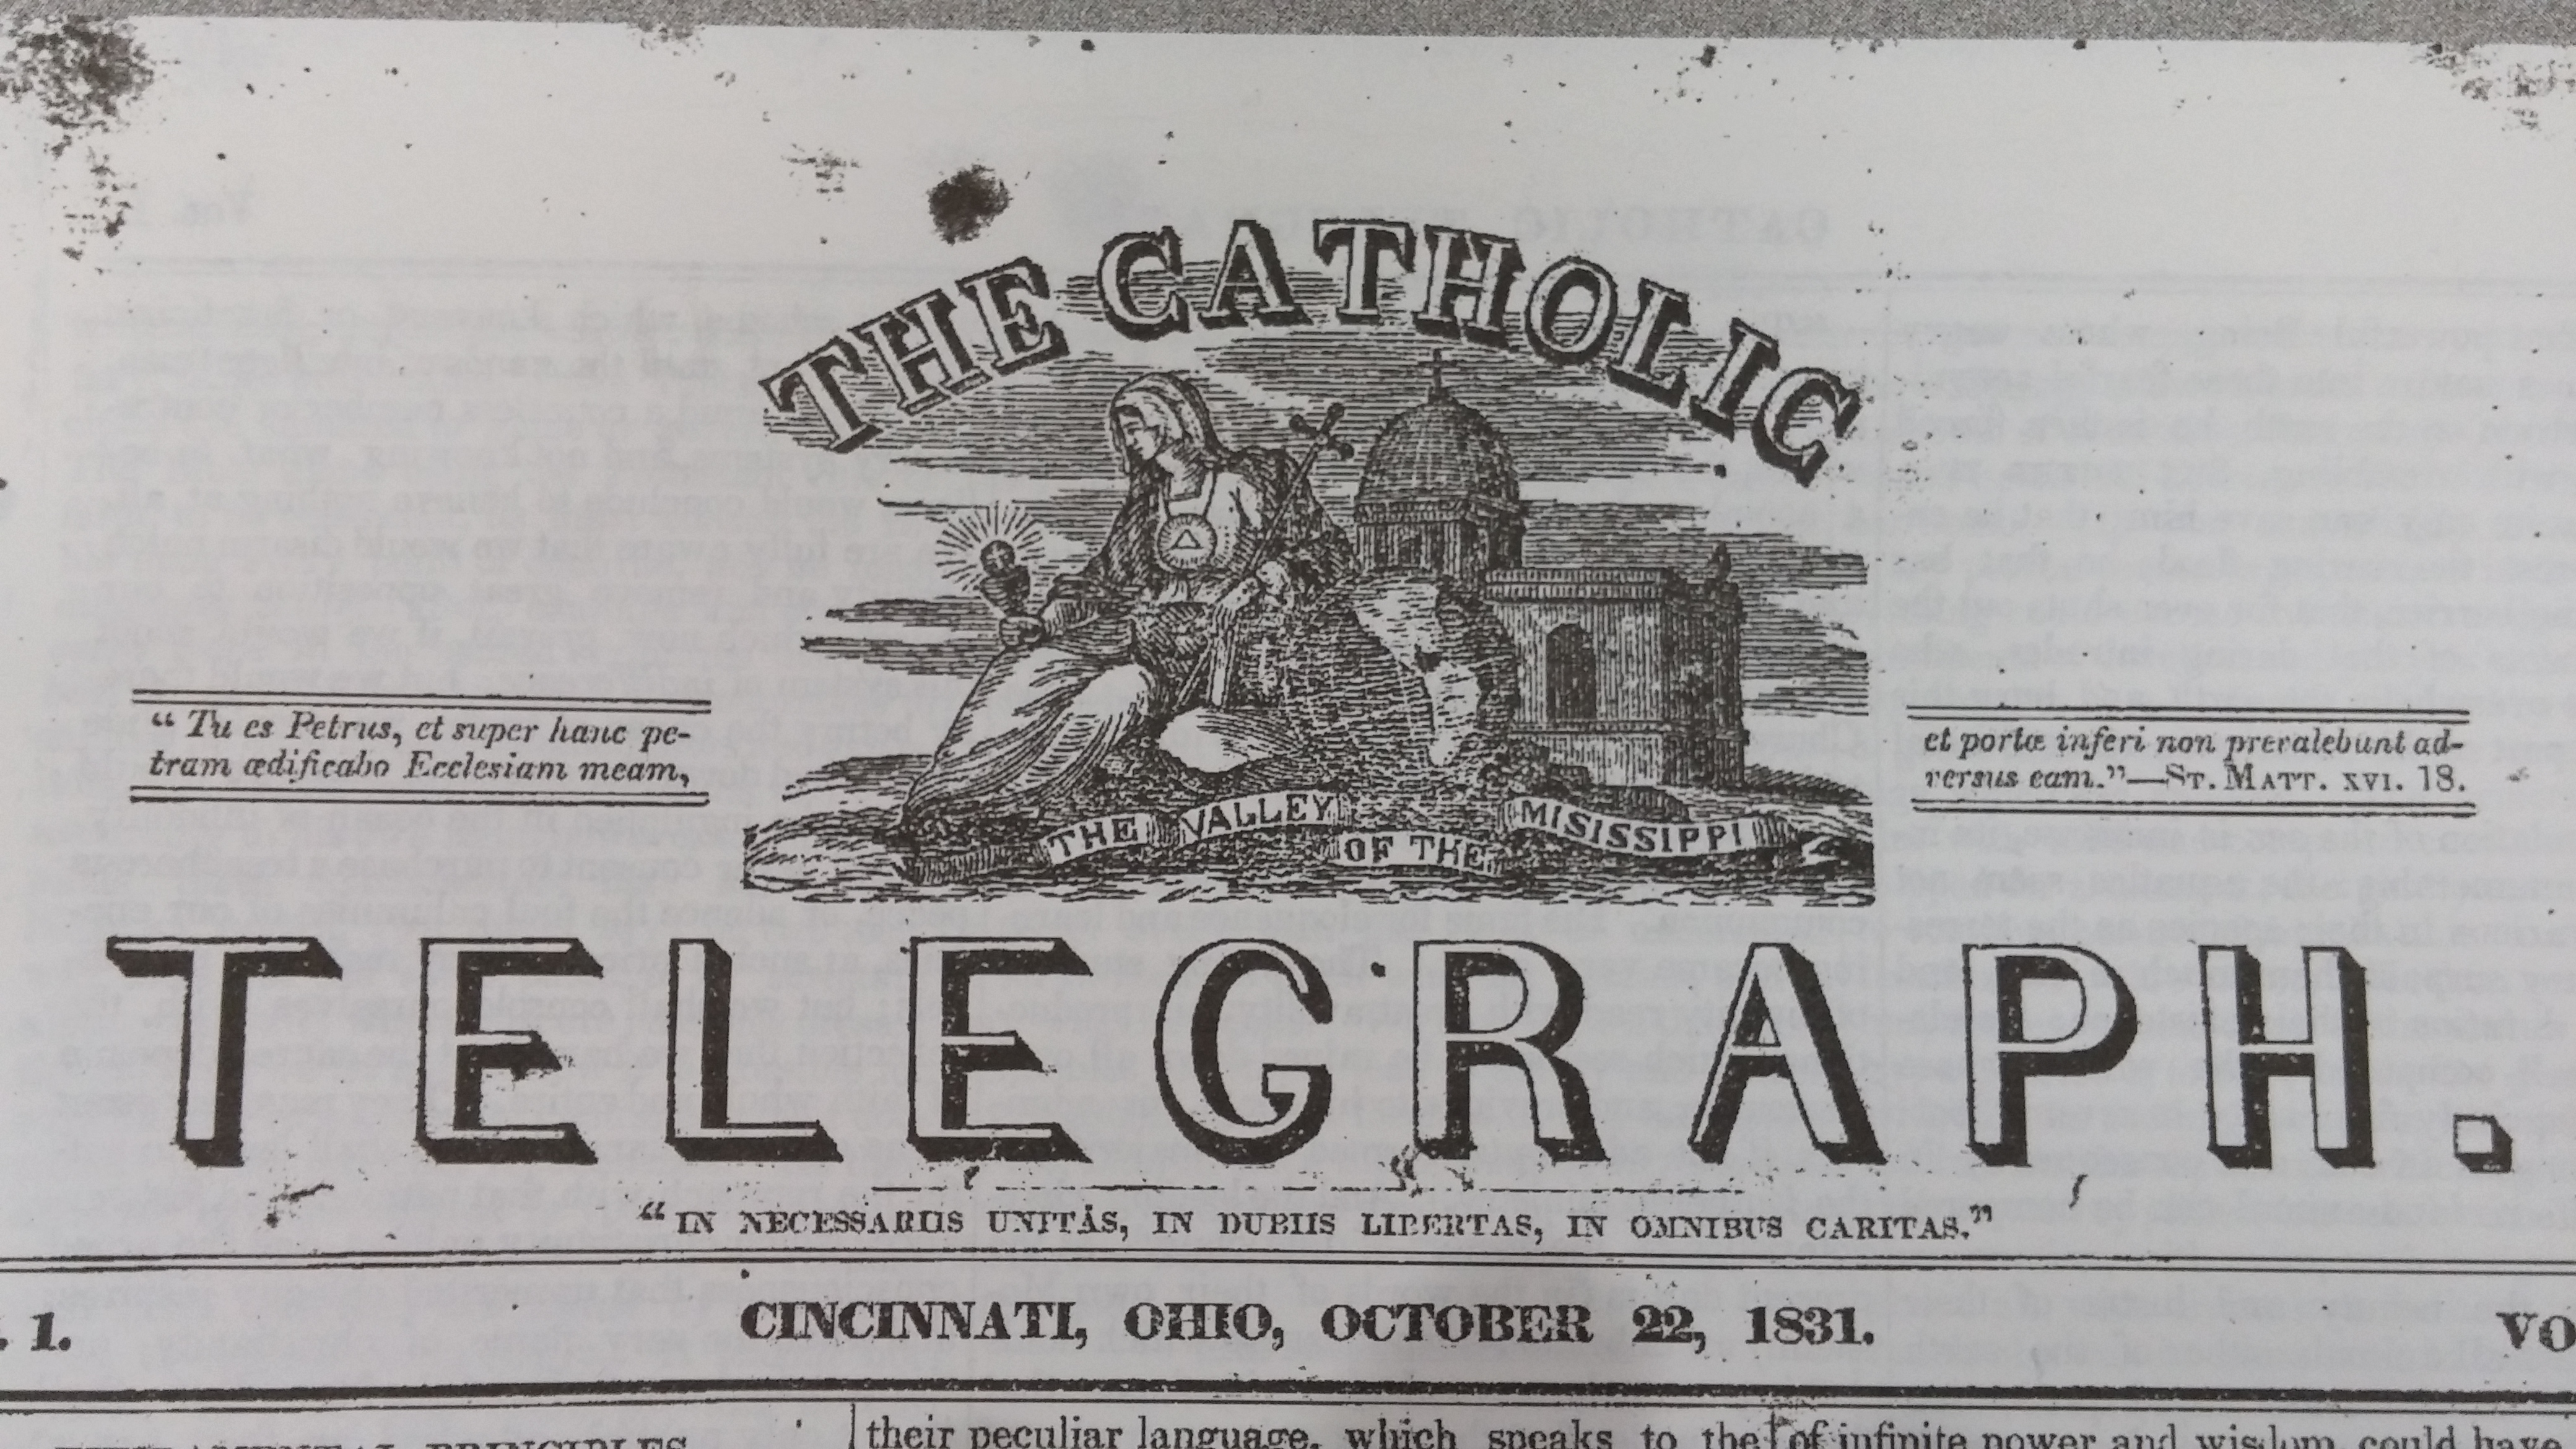 THE CATHOLIC
"Tu es Petrus, et super hanc pe-
tram ædificabo Ecclesiam meam,
et portæ inferi non prevalebunt ad-
versus eam."—St. Matt. xvi. 18.
THE VALLEY OF THE MISISSIPPI
TELEGRAPH.
"IN NECESSARIIS UNITAS, IN DUBIIS LIBERTAS, IN OMNIBUS CARITAS."
. 1. CINCINNATI, OHIO, OCTOBER 22, 1831. VO
PRINCIPLES
their peculiar language, which speaks to the
of infinite power and wisdom, could have